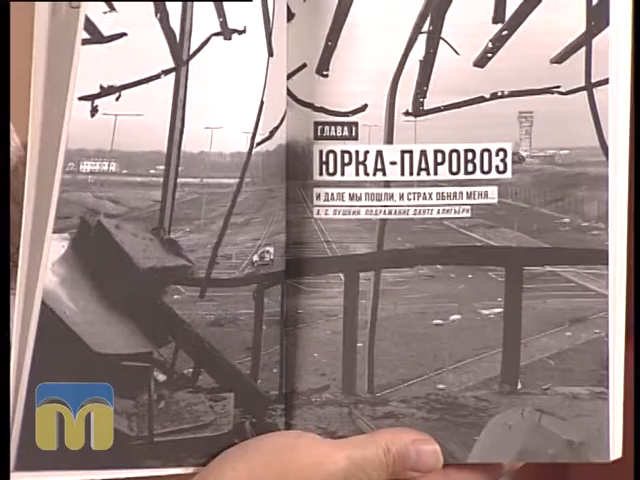 ГЛАВА I
ЮРКА-ПАРОВОЗ
И ДАЛЕ МЫ ПОШЛИ, И СТРАХ ОБНЯЛ МЕНЯ...
А. С. ПУШКИН. ПОДРАЖАНИЕ ДАНТЕ АЛИГЬЕРИ
М